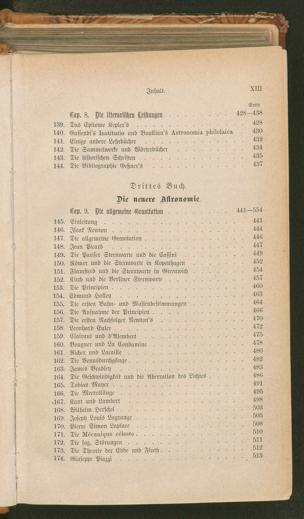 Inhalt. XIII
Seite
Cap. 8. Die literarischen Leistungen 428—438
139. Das Epitome Kepler's 428
140. Gassendi's Institutio und Boulliau's Astronomia philolaica 430
141. Einige andere Lehrbücher 432
142. Die Sammelwerke und Wörterbücher 434
143. Die historischen Schriften 435
144. Die Bibliographie Geßner's 437
Drittes Buch.
Die neuere Astronomie.
Cap. 9. Die allgemeine Gravitation 441—554
145. Einleitung 441
146. Isaak Newton 444
147. Die allgemeine Gravitation 446
148. Jean Picard 447
149. Die Pariser Sternwarte und die Cassini 449
150. Römer und die Sternwarte in Kopenhagen 452
151. Flamsteed und die Sternwarte in Greenwich 454
152. Kirch und die Berliner Sternwarte 457
153. Die Principien 460
154. Edmund Halley 463
155. Die ersten Bahn- und Massenbestimmungen 464
156. Die Aufnahme der Principien 466
157. Die ersten Nachfolger Newton's 470
158. Leonhard Euler 472
159. Clairaut und d'Alembert 475
160. Bouguer und La Condamine 478
161. Richer und Lacaille 480
162. Die Venusdurchgänge 482
163. James Bradley 483
164. Die Geschwindigkeit und die Aberration des Lichtes 486
165. Tobias Mayer 491
166. Die Meereslänge 495
167. Kant und Lambert 498
168. Wilhelm Herschel 503
169. Joseph Louis Lagrange 505
170. Pierre Simon Laplace 508
171. Die Mécanique céleste 510
172. Die sog. Störungen 511
173. Die Theorie der Ebbe und Fluth 512
174. Giuseppe Piazzi 513